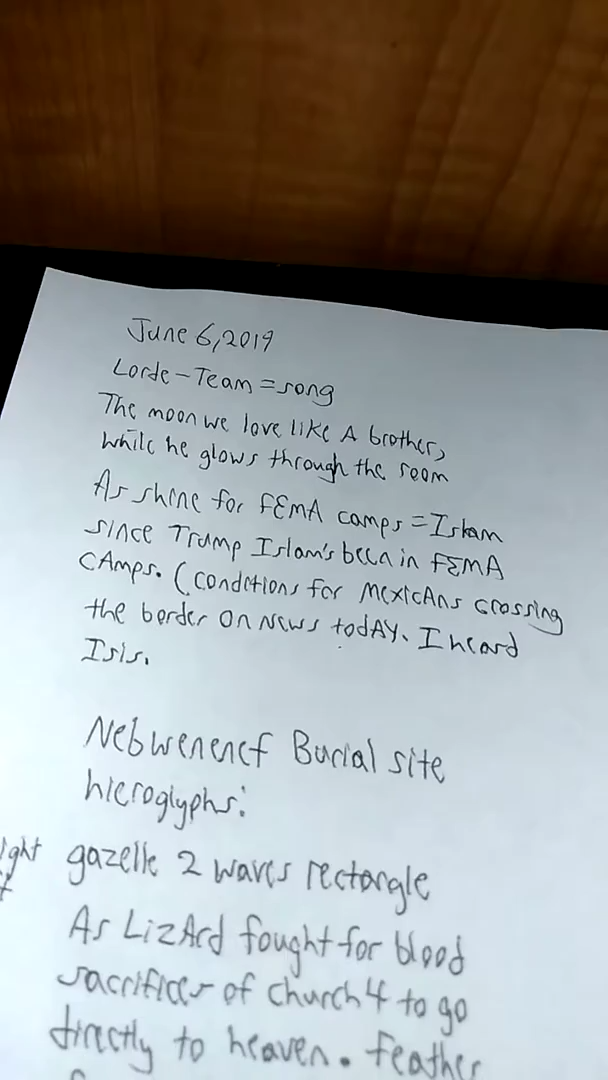 June 6, 2019
Lorde - Team = song
The moon we love like A brother,
while he glows through the room
As shine for FEMA camps = Islam
since Trump Islam's been in FEMA
CAmps. (conditions for MexicAns crossing
the border on News todAY. I heard
Isis.
Nebwenenef Burial site
hieroglyphs:
gazelle 2 waves rectangle
As LizArd fought for blood
sacrifices of church 4 to go
directly to heaven. Feather